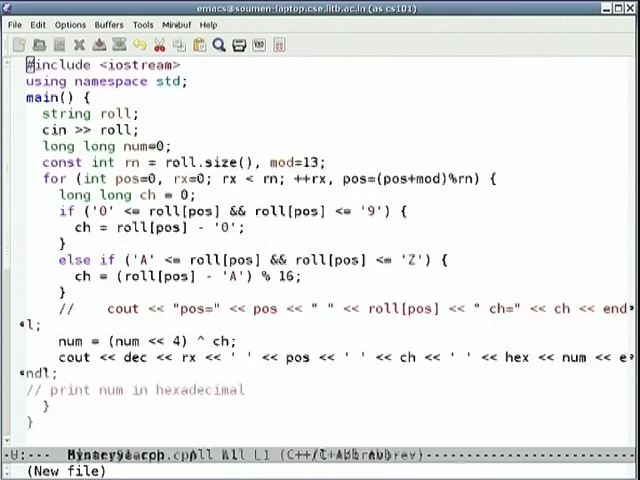 emacs@soumen-laptop.cse.iitb.ac.in (as cs101)
File Edit Options Buffers Tools Minibuf Help
#include <iostream>
using namespace std;
main() {
  string roll;
  cin >> roll;
  long long num=0;
  const int rn = roll.size(), mod=13;
  for (int pos=0, rx=0; rx < rn; ++rx, pos=(pos+mod)%rn) {
    long long ch = 0;
    if ('0' <= roll[pos] && roll[pos] <= '9') {
      ch = roll[pos] - '0';
    }
    else if ('A' <= roll[pos] && roll[pos] <= 'Z') {
      ch = (roll[pos] - 'A') % 16;
    }
    //    cout << "pos=" << pos << " " << roll[pos] << " ch=" << ch << end
l;
    num = (num << 4) ^ ch;
    cout << dec << rx << ' ' << pos << ' ' << ch << ' ' << hex << num << e
ndl;
// print num in hexadecimal
  }
}
All L1 (C++/l Abbrev)
(New file)